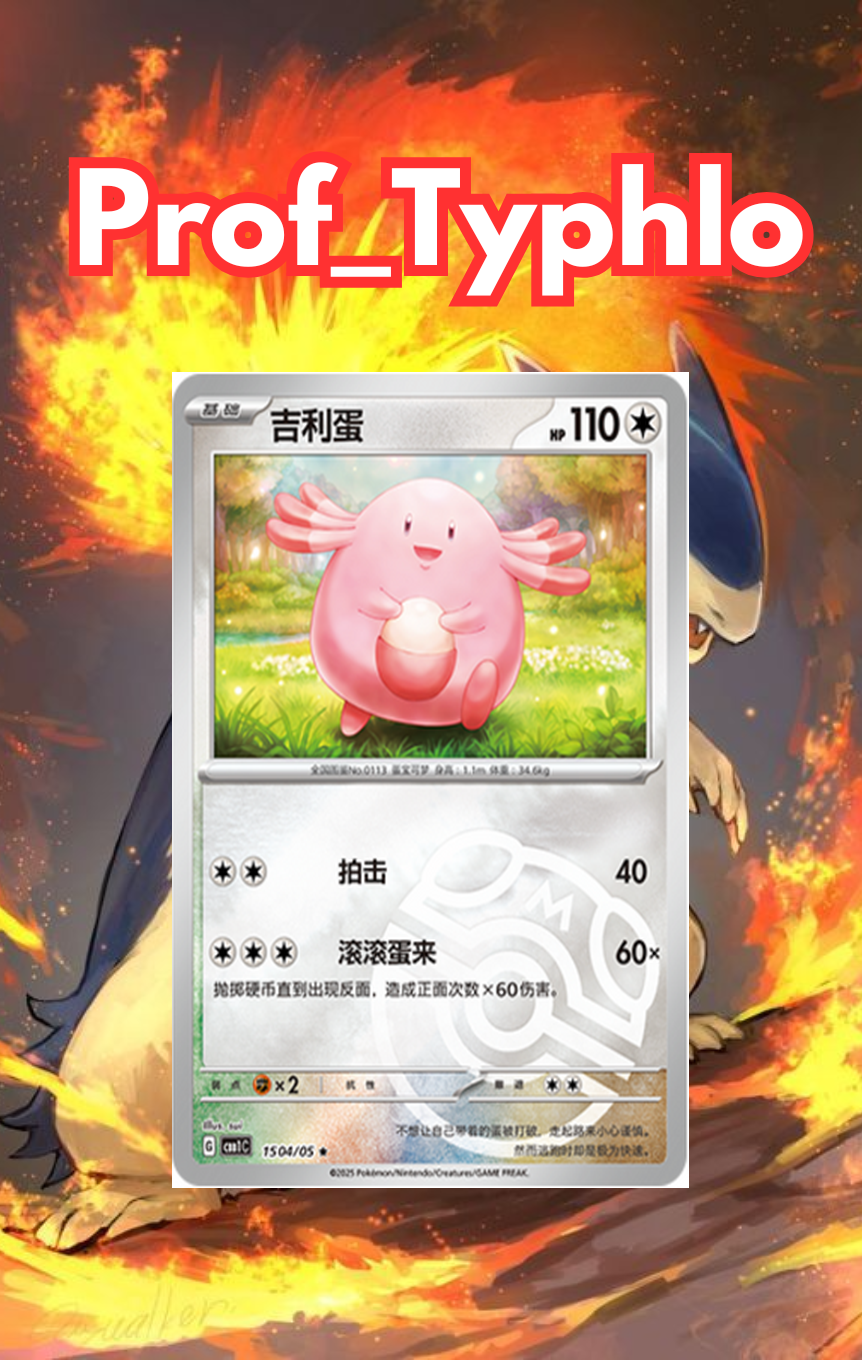 Prof_Typhlo
基础 吉利蛋 HP 110
全国图鉴No.0113 蛋宝可梦 身高：1.1m 体重：34.6kg
拍击 40
M
滚滚蛋来 60×
抛掷硬币直到出现反面，造成正面次数×60伤害。
弱点 ×2 抗性 撤退
illus. sui
不想让自己带着的蛋被打破，走起路来小心谨慎。
G CBB1C 1504/05 ★
然而逃跑时却是极为快速。
©2025 Pokémon/Nintendo/Creatures/GAME FREAK.